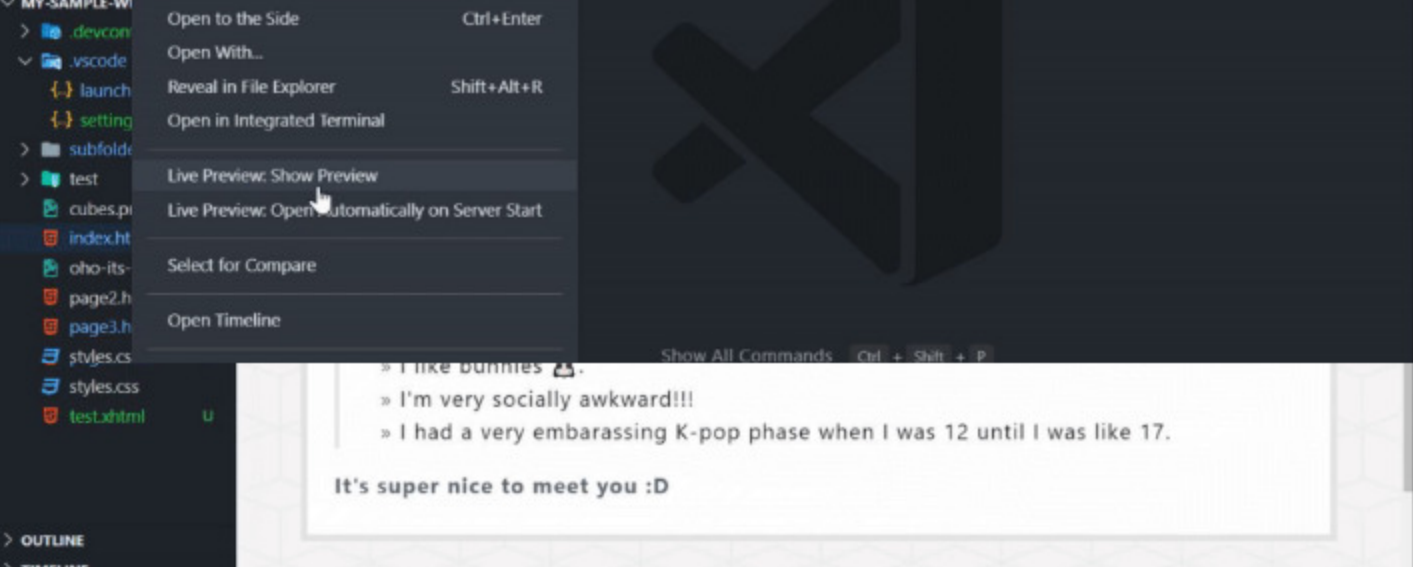 MY-SAMPLE-W
Open to the Side Ctrl+Enter
.devcon
Open With...
.vscode
Reveal in File Explorer Shift+Alt+R
launch
Open in Integrated Terminal
setting
subfolde
Live Preview: Show Preview
test
cubes.p
Live Preview: Open Automatically on Server Start
index.ht
oho-its-
Select for Compare
page2.h
page3.h
Open Timeline
styles.cs
Show All Commands Ctrl + Shift + P
styles.css
» I like bunnies
» I'm very socially awkward!!!
test.xhtml U
» I had a very embarassing K-pop phase when I was 12 until I was like 17.
It's super nice to meet you :D
OUTLINE
TIMELINE